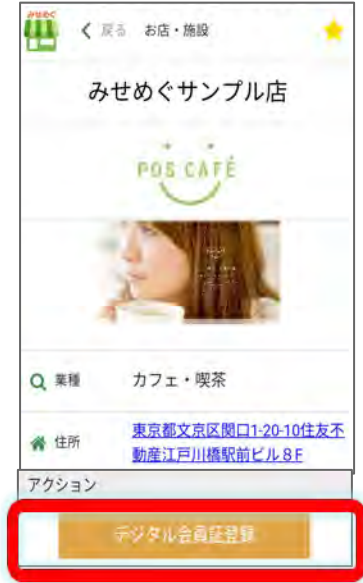 みせめぐ
戻る お店・施設
みせめぐサンプル店
POS CAFÉ
業種 カフェ・喫茶
住所 東京都文京区関口1-20-10住友不
動産江戸川橋駅前ビル8F
アクション
デジタル会員証登録